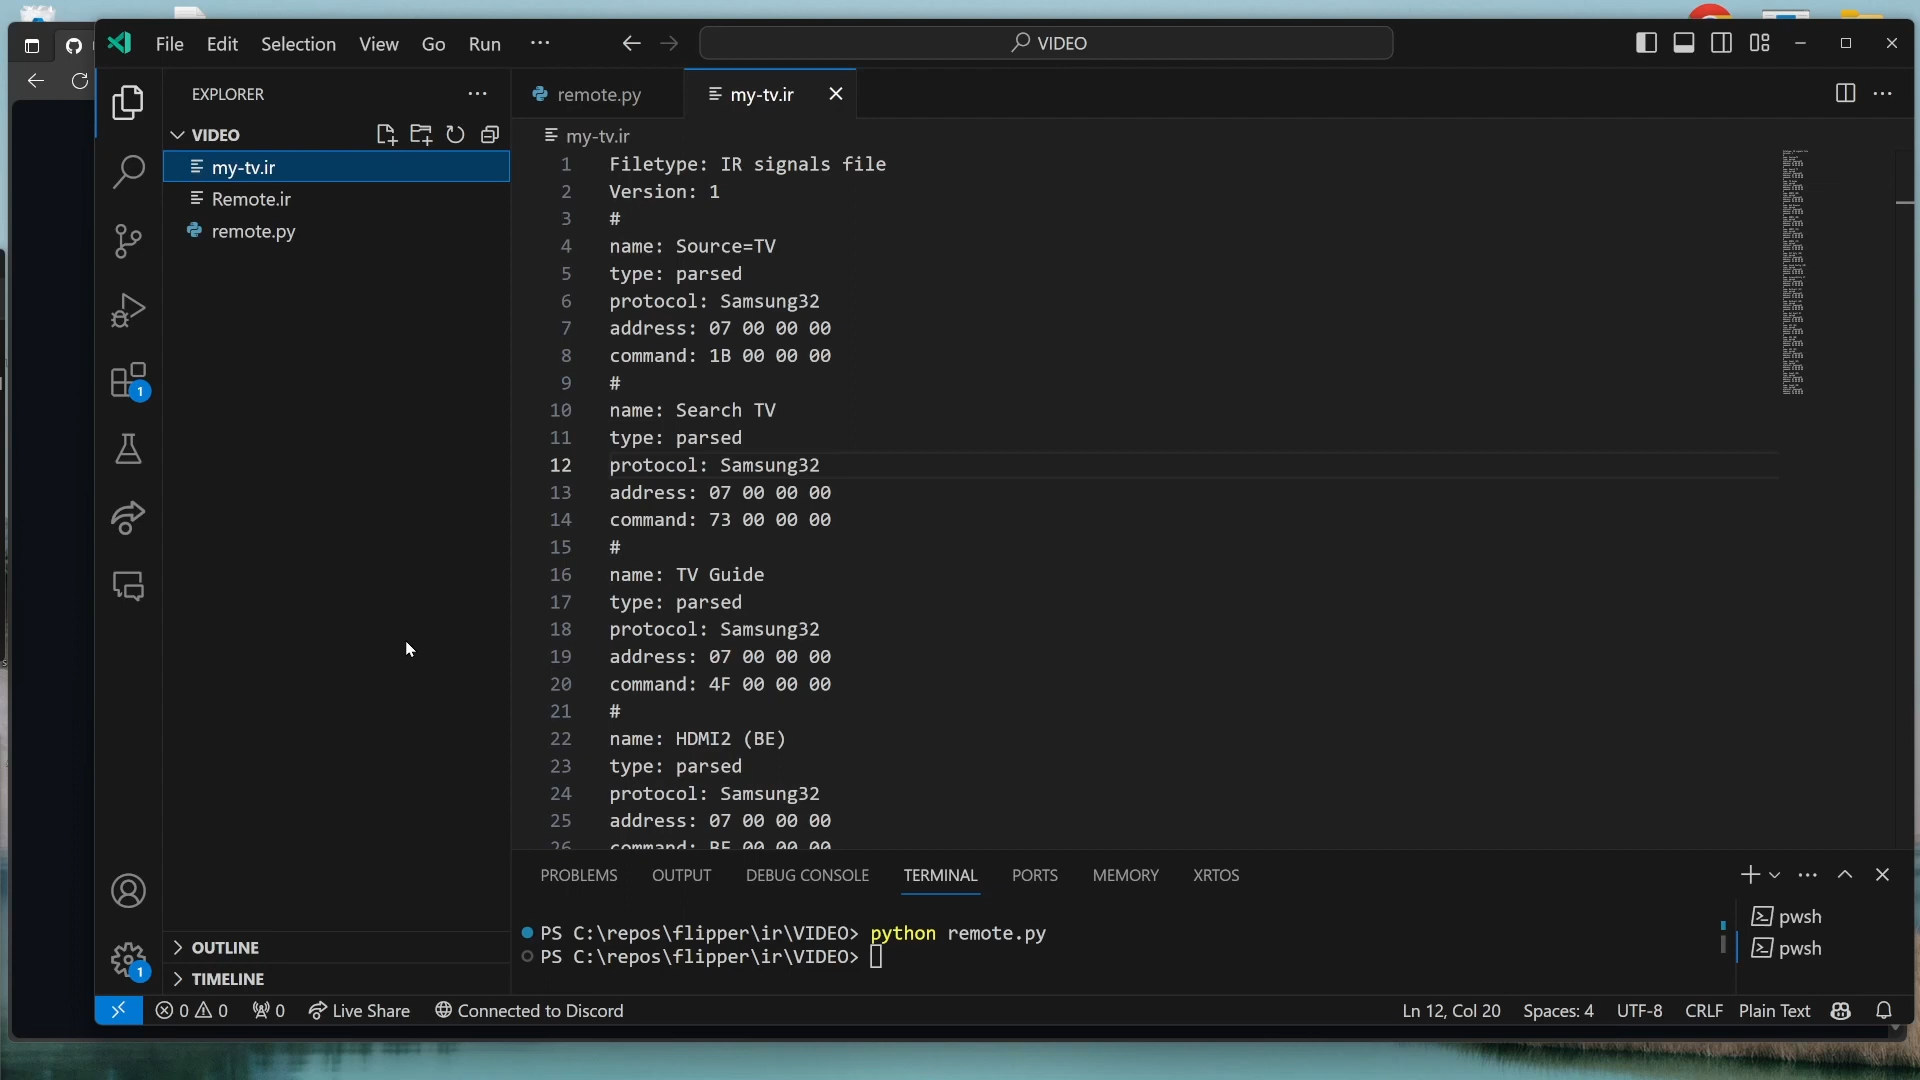 File Edit Selection View Go Run ···
VIDEO
EXPLORER
VIDEO
my-tv.ir
Remote.ir
remote.py
1
OUTLINE
TIMELINE
1
remote.py
my-tv.ir
my-tv.ir
1 Filetype: IR signals file
2 Version: 1
3 #
4 name: Source=TV
5 type: parsed
6 protocol: Samsung32
7 address: 07 00 00 00
8 command: 1B 00 00 00
9 #
10 name: Search TV
11 type: parsed
12 protocol: Samsung32
13 address: 07 00 00 00
14 command: 73 00 00 00
15 #
16 name: TV Guide
17 type: parsed
18 protocol: Samsung32
19 address: 07 00 00 00
20 command: 4F 00 00 00
21 #
22 name: HDMI2 (BE)
23 type: parsed
24 protocol: Samsung32
25 address: 07 00 00 00
26 command: BE 00 00 00
PROBLEMS OUTPUT DEBUG CONSOLE TERMINAL PORTS MEMORY XRTOS
PS C:\repos\flipper\ir\VIDEO> python remote.py
PS C:\repos\flipper\ir\VIDEO>
pwsh
pwsh
0 0 0 Live Share Connected to Discord
Ln 12, Col 20 Spaces: 4 UTF-8 CRLF Plain Text